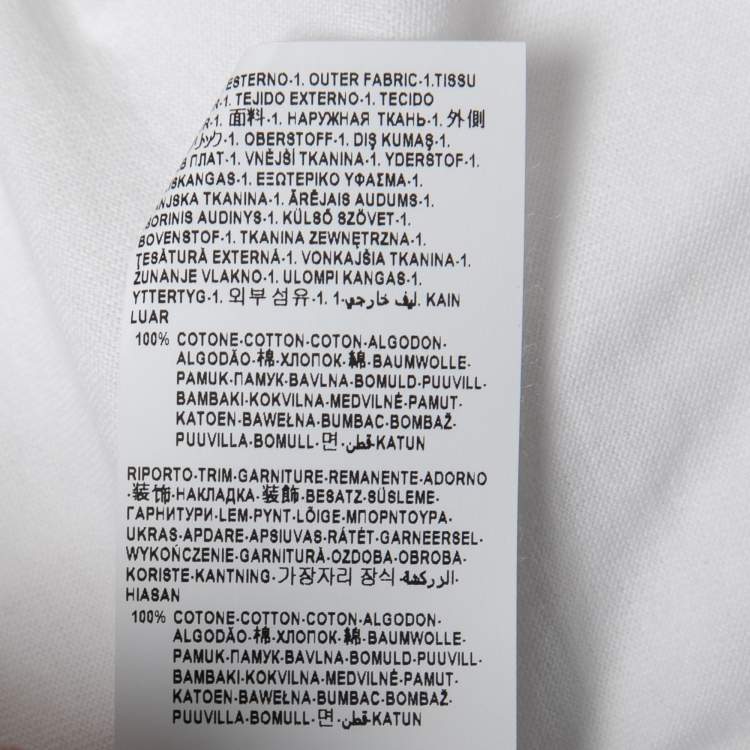 ESTERNO-1. OUTER FABRIC-1.TISSU
-1. TEJIDO EXTERNO-1. TECIDO
-1. 面料-1. НАРУЖНАЯ ТКАНЬ-1. 外側
-1. OBERSTOFF-1. DIŞ KUMAŞ-1.
ПЛАТ-1. VNĚJŠÍ TKANINA-1. YDERSTOF-1.
KANGAS-1. ΕΞΩΤΕΡΙΚΟ ΥΦΑΣΜΑ-1.
TKANINA-1. ĀRĒJAIS AUDUMS-1.
AUDINYS-1. KÜLSŐ SZÖVET-1.
BOVENSTOF-1. TKANINA ZEWNĘTRZNA-1.
ŢESĂTURĂ EXTERNĂ-1. VONKAJŠIA TKANINA-1.
ZUNANJE VLAKNO-1. ULOMPI KANGAS-1.
YTTERTYG-1. 외부 섬유-1. ليف خارجي-1. 1. KAIN
LUAR
100% COTONE-COTTON-COTON-ALGODON-
ALGODÃO-棉-ХЛОПОК-綿-BAUMWOLLE-
PAMUK-ПАМУК-BAVLNA-BOMULD-PUUVILL-
BAMBAKI-KOKVILNA-MEDVILNĖ-PAMUT-
KATOEN-BAWEŁNA-BUMBAC-BOMBAŽ-
PUUVILLA-BOMULL-면-قطن-KATUN
RIPORTO-TRIM-GARNITURE-REMANENTE-ADORNO
-装饰-НАКЛАДКА-装飾-BESATZ-SÜSLEME-
ГАРНИТУРИ-LEM-PYNT-LÕIGE-ΜΠΟΡΝΤΟΥΡΑ-
UKRAS-APDARE-APSIUVAS-RÁTÉT-GARNEERSEL-
WYKOŃCZENIE-GARNITURĂ-OZDOBA-OBROBA-
KORISTE-KANTNING-가장자리 장식-الزركشة-
HIASAN
100% COTONE-COTTON-COTON-ALGODON-
ALGODÃO-棉-ХЛОПОК-綿-BAUMWOLLE-
PAMUK-ПАМУК-BAVLNA-BOMULD-PUUVILL-
BAMBAKI-KOKVILNA-MEDVILNĖ-PAMUT-
KATOEN-BAWEŁNA-BUMBAC-BOMBAŽ-
PUUVILLA-BOMULL-면-قطن-KATUN